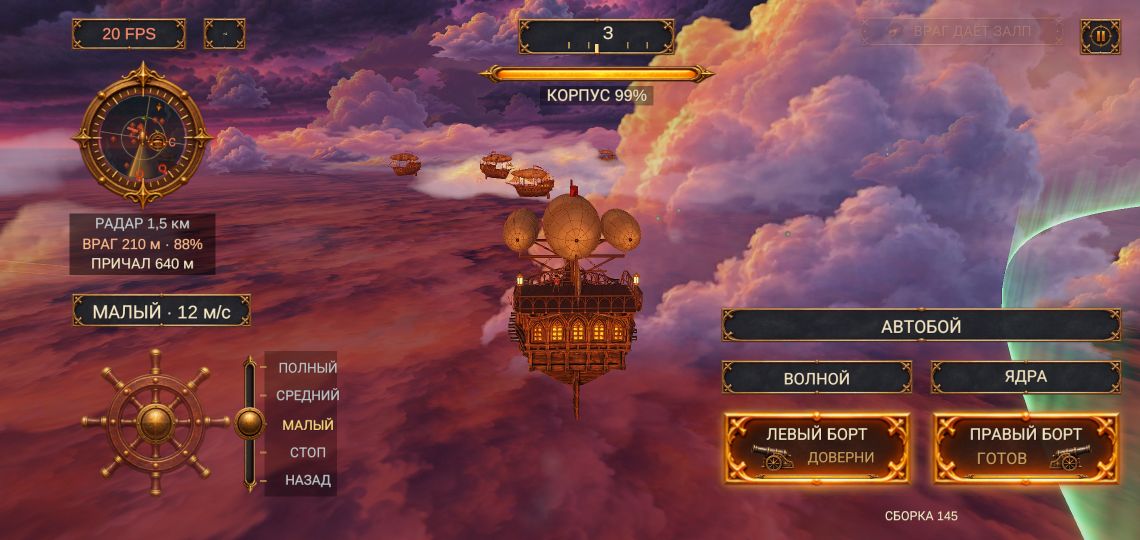 20 FPS
3
ВРАГ ДАЁТ ЗАЛП
КОРПУС 99%
С
РАДАР 1,5 км
ВРАГ 210 м · 88%
ПРИЧАЛ 640 м
МАЛЫЙ · 12 м/с
ПОЛНЫЙ
СРЕДНИЙ
МАЛЫЙ
СТОП
НАЗАД
АВТОБОЙ
ВОЛНОЙ
ЯДРА
ЛЕВЫЙ БОРТ
ДОВЕРНИ
ПРАВЫЙ БОРТ
ГОТОВ
СБОРКА 145